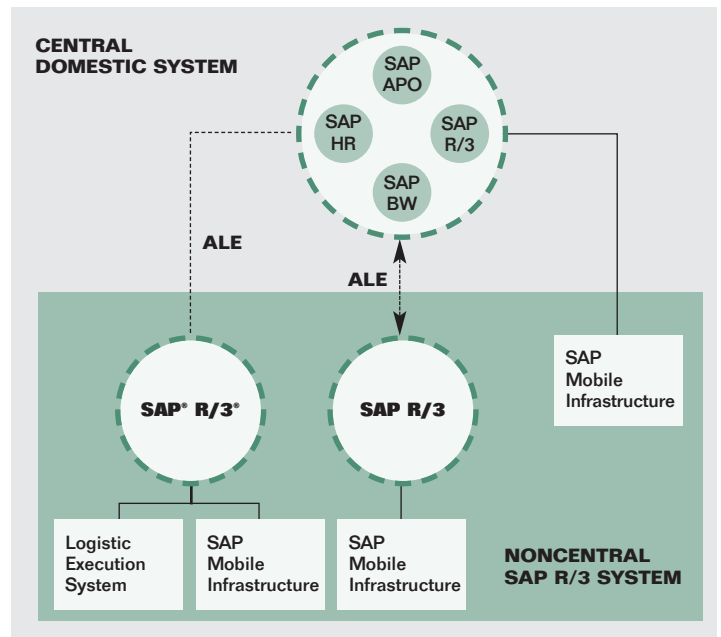 CENTRAL
DOMESTIC SYSTEM
SAP
APO
SAP
HR
SAP
R/3
SAP
BW
ALE
ALE
SAP® R/3®
SAP R/3
SAP
Mobile
Infrastructure
Logistic
Execution
System
SAP
Mobile
Infrastructure
SAP
Mobile
Infrastructure
NONCENTRAL
SAP R/3 SYSTEM